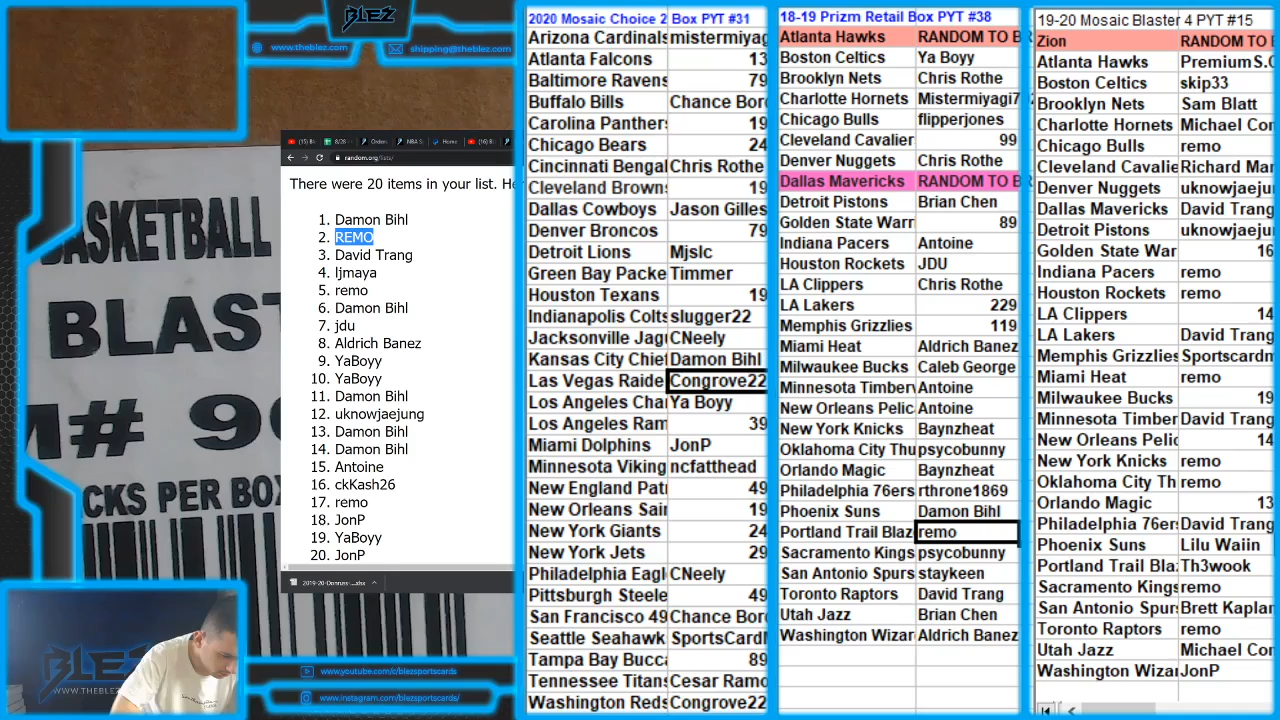 BLEZ
www.theblez.com
shipping@theblez.com
BASKETBALL
BLAST
M# 90
CKS PER BOX
random.org/lists/
There were 20 items in your list. He
1. Damon Bihl
2. REMO
3. David Trang
4. ljmaya
5. remo
6. Damon Bihl
7. jdu
8. Aldrich Banez
9. YaBoyy
10. YaBoyy
11. Damon Bihl
12. uknowjaejung
13. Damon Bihl
14. Damon Bihl
15. Antoine
16. ckKash26
17. remo
18. JonP
19. YaBoyy
20. JonP
BLEZ
WWW.THEBLEZ.COM
www.youtube.com/c/blezsportscards
www.instagram.com/blezsportscards/
2020 Mosaic Choice 2 Box PYT #31
Arizona Cardinals mistermiyag
Atlanta Falcons 13
Baltimore Ravens 79
Buffalo Bills Chance Bord
Carolina Panthers 19
Chicago Bears 24
Cincinnati Bengal Chris Rothe
Cleveland Browns 19
Dallas Cowboys Jason Gilles
Denver Broncos 79
Detroit Lions Mjslc
Green Bay Packe Timmer
Houston Texans 19
Indianapolis Colts slugger22
Jacksonville Jagu CNeely
Kansas City Chief Damon Bihl
Las Vegas Raide Congrove22
Los Angeles Cha Ya Boyy
Los Angeles Ram 39
Miami Dolphins JonP
Minnesota Viking ncfatthead
New England Patr 49
New Orleans Sai 19
New York Giants 24
New York Jets 29
Philadelphia Eagl CNeely
Pittsburgh Steele 49
San Francisco 49 Chance Bord
Seattle Seahawk SportsCardN
Tampa Bay Bucc 89
Tennessee Titans Cesar Ramo
Washington Reds Congrove22
18-19 Prizm Retail Box PYT #38
Atlanta Hawks RANDOM TO BR
Boston Celtics Ya Boyy
Brooklyn Nets Chris Rothe
Charlotte Hornets Mistermiyagi7
Chicago Bulls flipperjones
Cleveland Cavalier 99
Denver Nuggets Chris Rothe
Dallas Mavericks RANDOM TO BR
Detroit Pistons Brian Chen
Golden State Warri 89
Indiana Pacers Antoine
Houston Rockets JDU
LA Clippers Chris Rothe
LA Lakers 229
Memphis Grizzlies 119
Miami Heat Aldrich Banez
Milwaukee Bucks Caleb George
Minnesota Timberv Antoine
New Orleans Pelic Antoine
New York Knicks Baynzheat
Oklahoma City Thu psycobunny
Orlando Magic Baynzheat
Philadelphia 76ers rthrone1869
Phoenix Suns Damon Bihl
Portland Trail Blaz remo
Sacramento Kings psycobunny
San Antonio Spurs staykeen
Toronto Raptors David Trang
Utah Jazz Brian Chen
Washington Wizar Aldrich Banez
19-20 Mosaic Blaster 4 PYT #15
Zion RANDOM TO B
Atlanta Hawks PremiumS.C
Boston Celtics skip33
Brooklyn Nets Sam Blatt
Charlotte Hornets Michael Cor
Chicago Bulls remo
Cleveland Cavalie Richard Mar
Denver Nuggets uknowjaejun
Dallas Mavericks David Trang
Detroit Pistons uknowjaejun
Golden State War 16
Indiana Pacers remo
Houston Rockets remo
LA Clippers 14
LA Lakers David Trang
Memphis Grizzlies Sportscardn
Miami Heat remo
Milwaukee Bucks 19
Minnesota Timber David Trang
New Orleans Pelic 14
New York Knicks remo
Oklahoma City Th remo
Orlando Magic 13
Philadelphia 76er David Trang
Phoenix Suns Lilu Waiin
Portland Trail Bla Th3wook
Sacramento Kings remo
San Antonio Spur Brett Kaplan
Toronto Raptors remo
Utah Jazz Michael Cor
Washington Wiza JonP